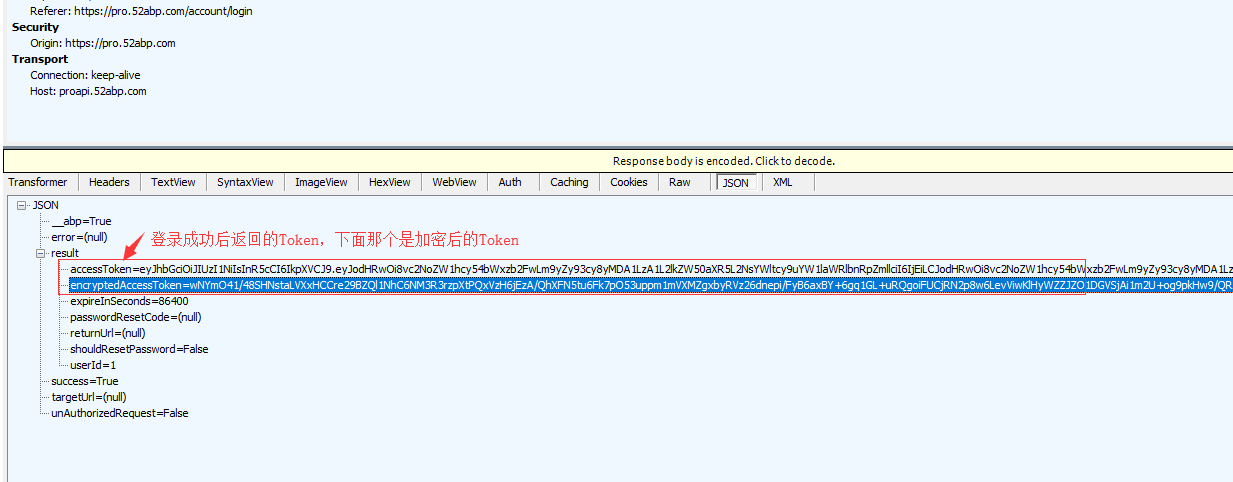 Referer: https://pro.52abp.com/account/login
Security
Origin: https://pro.52abp.com
Transport
Connection: keep-alive
Host: proapi.52abp.com
Response body is encoded. Click to decode.
Transformer Headers TextView SyntaxView ImageView HexView WebView Auth Caching Cookies Raw JSON XML
JSON
__abp=True
error=(null)
登录成功后返回的Token，下面那个是加密后的Token
result
accessToken=eyJhbGciOiJIUzI1NiIsInR5cCI6IkpXVCJ9.eyJodHRwOi8vc2NoZW1hcy54bWxzb2FwLm9yZy93cy8yMDA1LzA1L2lkZW50aXR5L2NsYWltcy9uYW1laWRlbnRpZmllciI6IjEiLCJodHRwOi8vc2NoZW1hcy54bWxzb2FwLm9yZy93cy8yMDA1Lz
encryptedAccessToken=wNYmO41/48SHNstaLVXxHCCre29BZQl1NhC6NM3R3rzpXtPQxVzH6jEzA/QhXFN5tu6Fk7pO53uppm1mVXMZgxbyRVz26dnepi/FyB6axBY+6gq1GL+uRQgoiFUCjRN2p8w6LevViwKlHyWZZJZO1DGVSjAi1m2U+og9pkHw9/QR
expireInSeconds=86400
passwordResetCode=(null)
returnUrl=(null)
shouldResetPassword=False
userId=1
success=True
targetUrl=(null)
unAuthorizedRequest=False